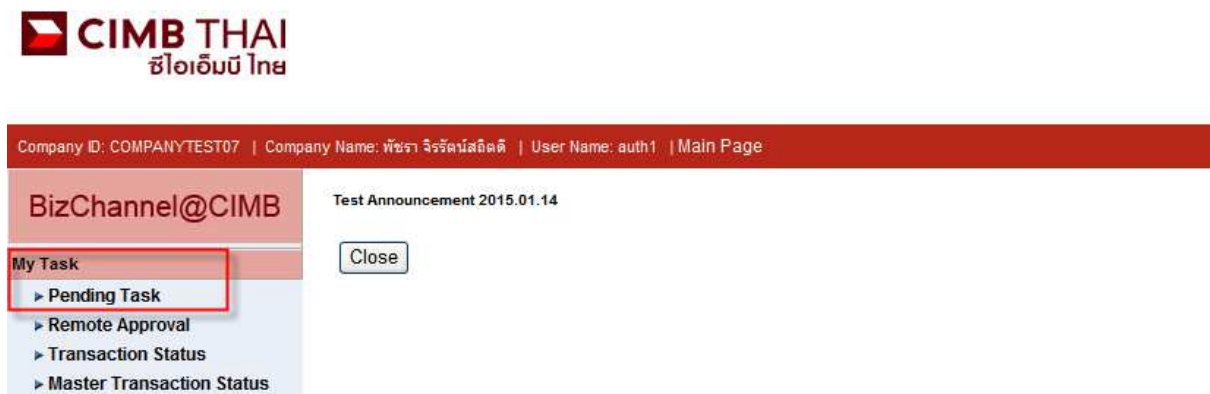 CIMB THAI
ซีไอเอ็มบี ไทย
Company ID: COMPANYTEST07 | Company Name: พัชรา จิรรัตน์สถิตดิ | User Name: auth1 | Main Page
BizChannel@CIMB
Test Announcement 2015.01.14
Close
My Task
Pending Task
Remote Approval
Transaction Status
Master Transaction Status